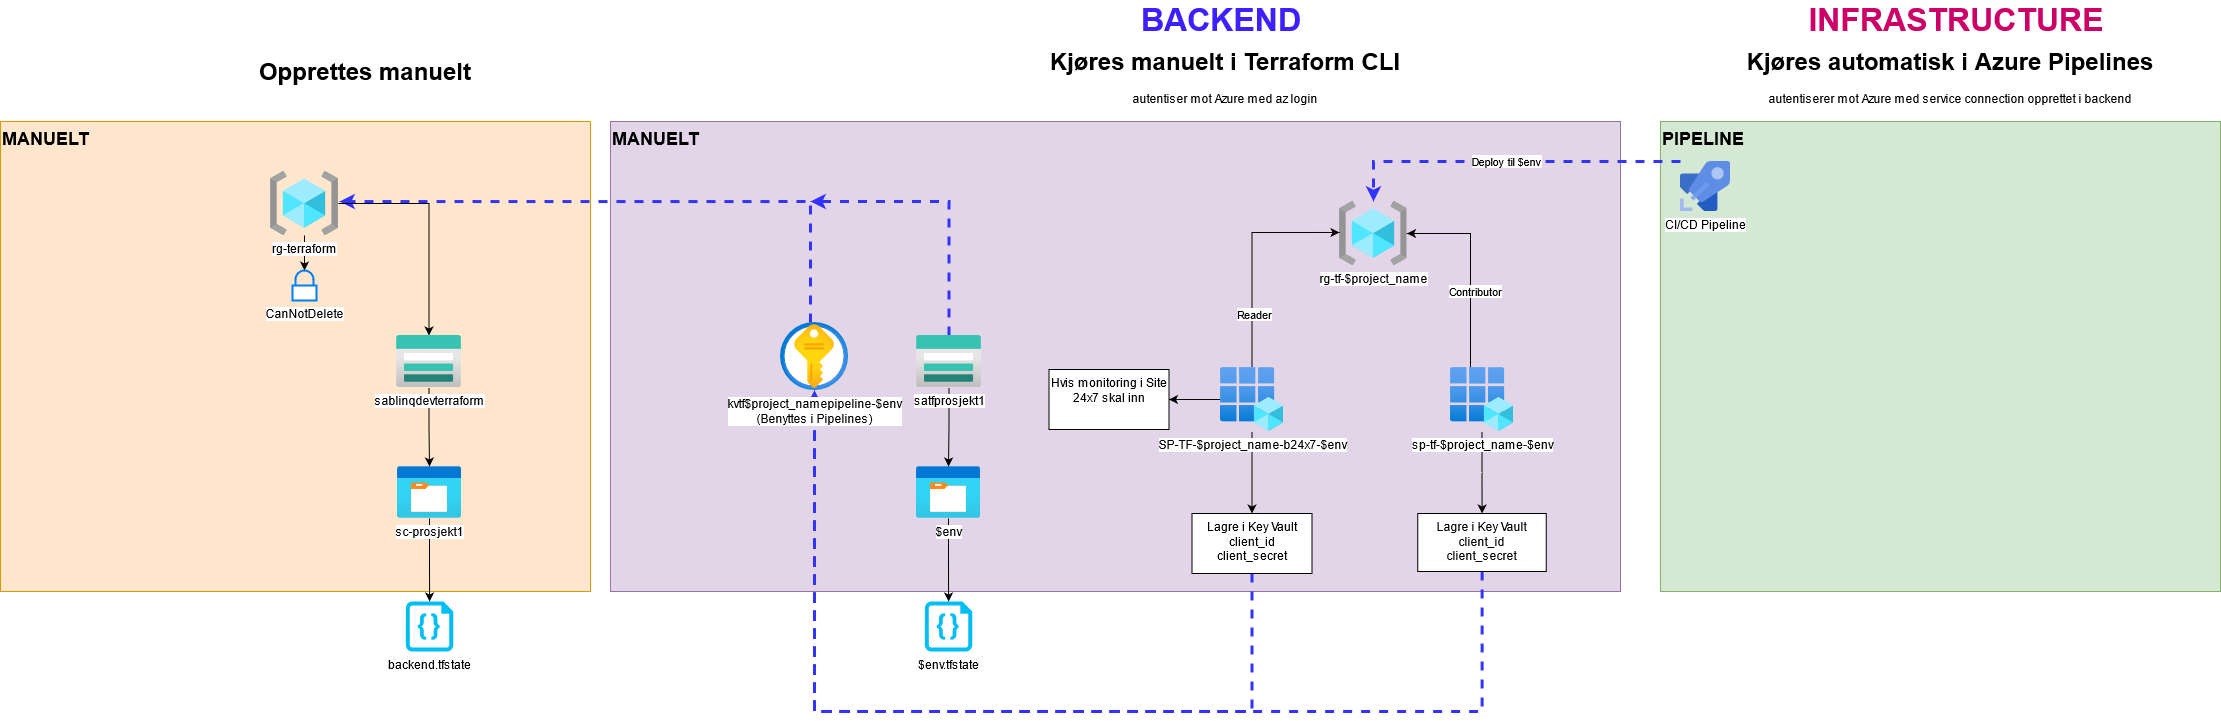 BACKEND
INFRASTRUCTURE
Opprettes manuelt
Kjøres manuelt i Terraform CLI
Kjøres automatisk i Azure Pipelines
autentiser mot Azure med az login
autentiserer mot Azure med service connection opprettet i backend
MANUELT
rg-terraform
CanNotDelete
sablinqdevterraform
sc-prosjekt1
backend.tfstate
MANUELT
kvtf$project_namepipeline-$env
(Benyttes i Pipelines)
satfprosjekt1
$env
$env.tfstate
Deploy til $env
rg-tf-$project_name
Reader
Contributor
Hvis monitoring i Site
24x7 skal inn
SP-TF-$project_name-b24x7-$env
sp-tf-$project_name-$env
Lagre i Key Vault
client_id
client_secret
Lagre i Key Vault
client_id
client_secret
PIPELINE
CI/CD Pipeline